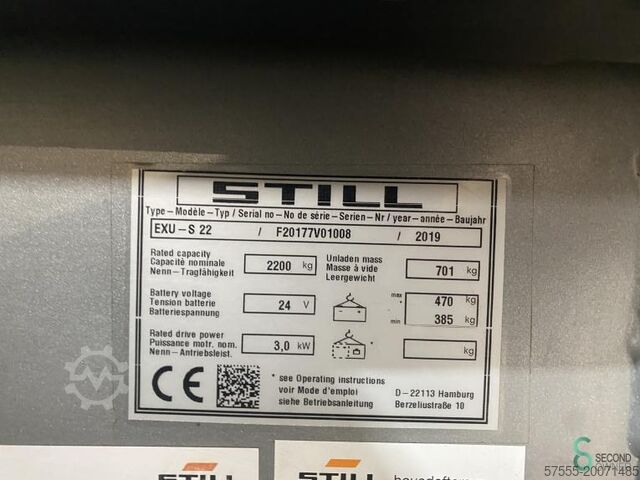 STILL
Type – Modèle – Typ / Serial no – No de série – Serien – Nr / year – année – Baujahr
EXU – S 22 / F20177V01008 / 2019
Rated capacity
Capacité nominale
Nenn – Tragfähigkeit
2200 kg
Unladen mass
Masse à vide
Leergewicht
701 kg
Battery voltage
Tension batterie
Batteriespannung
24 V
max * 470 kg
min 385 kg
Rated drive power
Puissance motr. nom.
Nenn – Antriebsleist.
3,0 kW
kg
CE
* see Operating instructions
voir Mode d'emploi
siehe Betriebsanleitung
D – 22113 Hamburg
Berzeliustraße 10
STILL
STILL
SECOND
57555-20071485